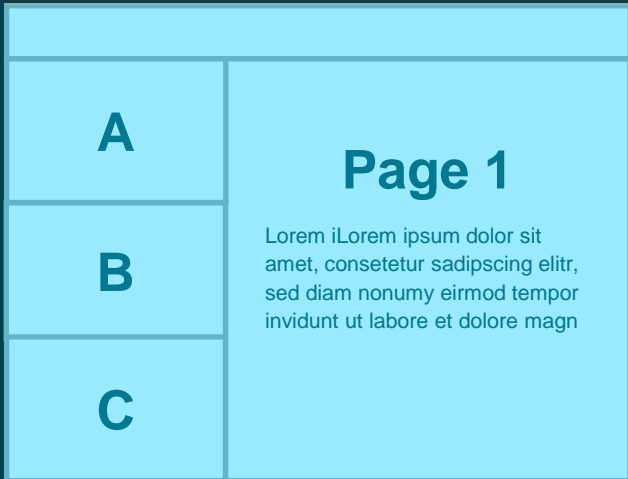 A
B
C
Page 1
Lorem iLorem ipsum dolor sit
amet, consetetur sadipscing elitr,
sed diam nonumy eirmod tempor
invidunt ut labore et dolore magn